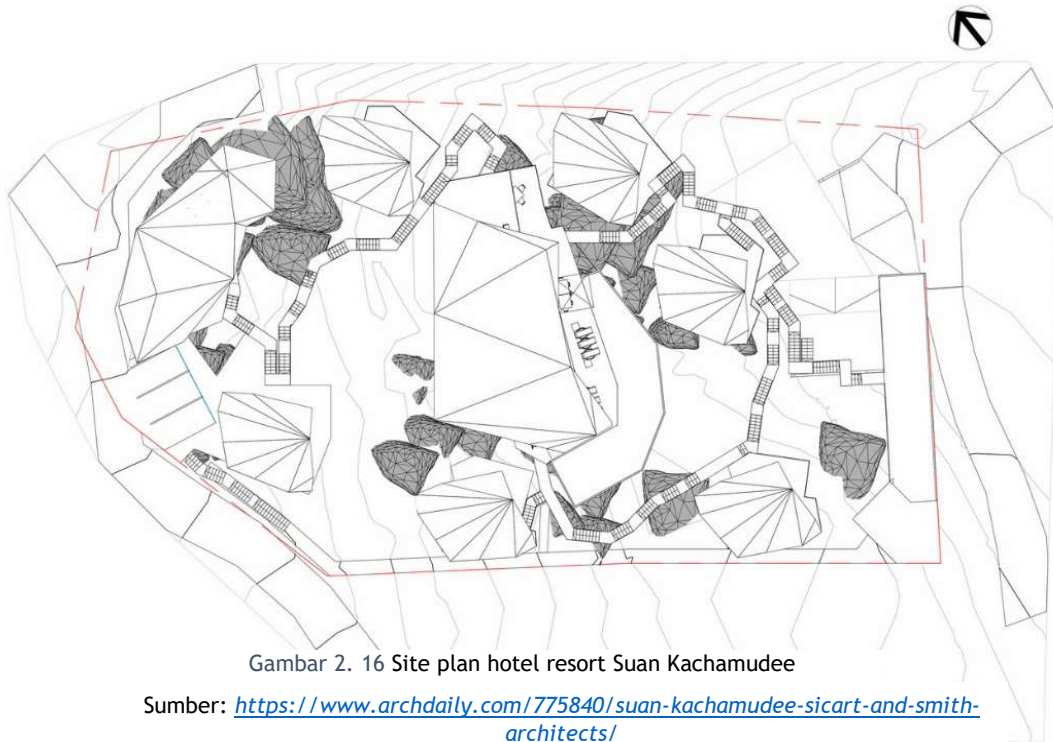 Gambar 2. 16 Site plan hotel resort Suan Kachamudee
Sumber: https://www.archdaily.com/775840/suan-kachamudee-sicart-and-smith-
architects/